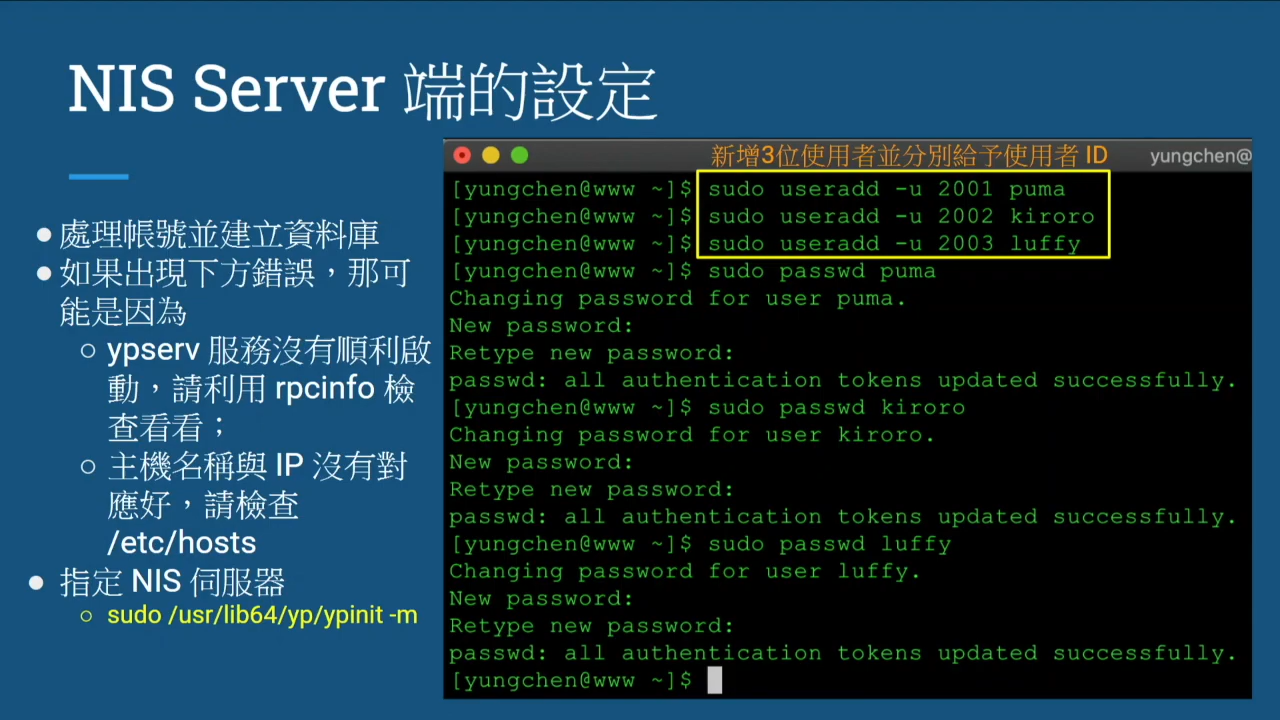 NIS Server 端的設定
● 處理帳號並建立資料庫
● 如果出現下方錯誤，那可
能是因為
○ ypserv 服務沒有順利啟
動，請利用 rpcinfo 檢
查看看；
○ 主機名稱與 IP 沒有對
應好，請檢查
/etc/hosts
● 指定 NIS 伺服器
○ sudo /usr/lib64/yp/ypinit -m
新增3位使用者並分別給予使用者 ID
yungchen@
[yungchen@www ~]$ sudo useradd -u 2001 puma
[yungchen@www ~]$ sudo useradd -u 2002 kiroro
[yungchen@www ~]$ sudo useradd -u 2003 luffy
[yungchen@www ~]$ sudo passwd puma
Changing password for user puma.
New password:
Retype new password:
passwd: all authentication tokens updated successfully.
[yungchen@www ~]$ sudo passwd kiroro
Changing password for user kiroro.
New password:
Retype new password:
passwd: all authentication tokens updated successfully.
[yungchen@www ~]$ sudo passwd luffy
Changing password for user luffy.
New password:
Retype new password:
passwd: all authentication tokens updated successfully.
[yungchen@www ~]$